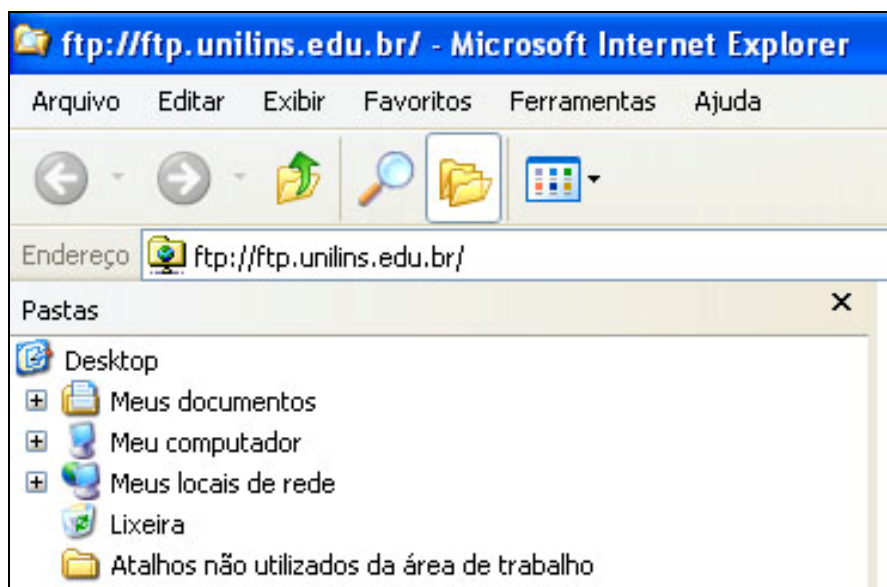 ftp://ftp.unilins.edu.br/ - Microsoft Internet Explorer
Arquivo Editar Exibir Favoritos Ferramentas Ajuda
Endereço ftp://ftp.unilins.edu.br/
Pastas
Desktop
Meus documentos
Meu computador
Meus locais de rede
Lixeira
Atalhos não utilizados da área de trabalho